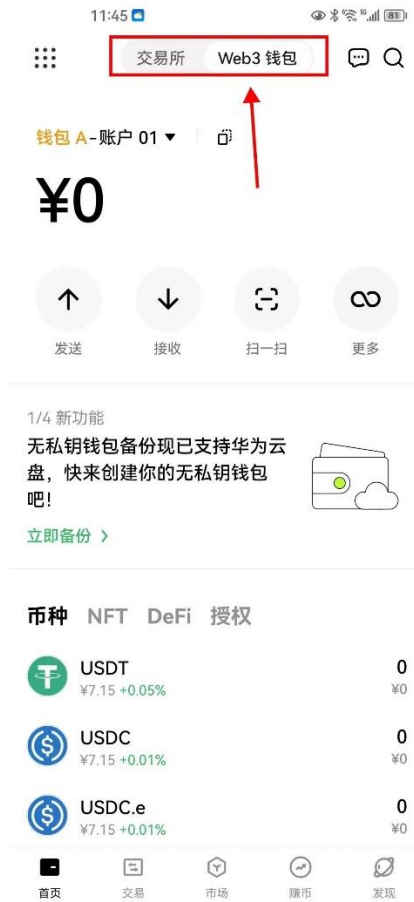 11:45
81
交易所 Web3 钱包
钱包 A-账户 01
¥0
发送 接收 扫一扫 更多
1/4 新功能
无私钥钱包备份现已支持华为云
盘，快来创建你的无私钥钱包
吧！
立即备份
币种 NFT DeFi 授权
USDT 0
¥7.15 +0.05% ¥0
USDC 0
¥7.15 +0.01% ¥0
USDC.e 0
¥7.15 +0.01% ¥0
首页 交易 市场 赚币 发现